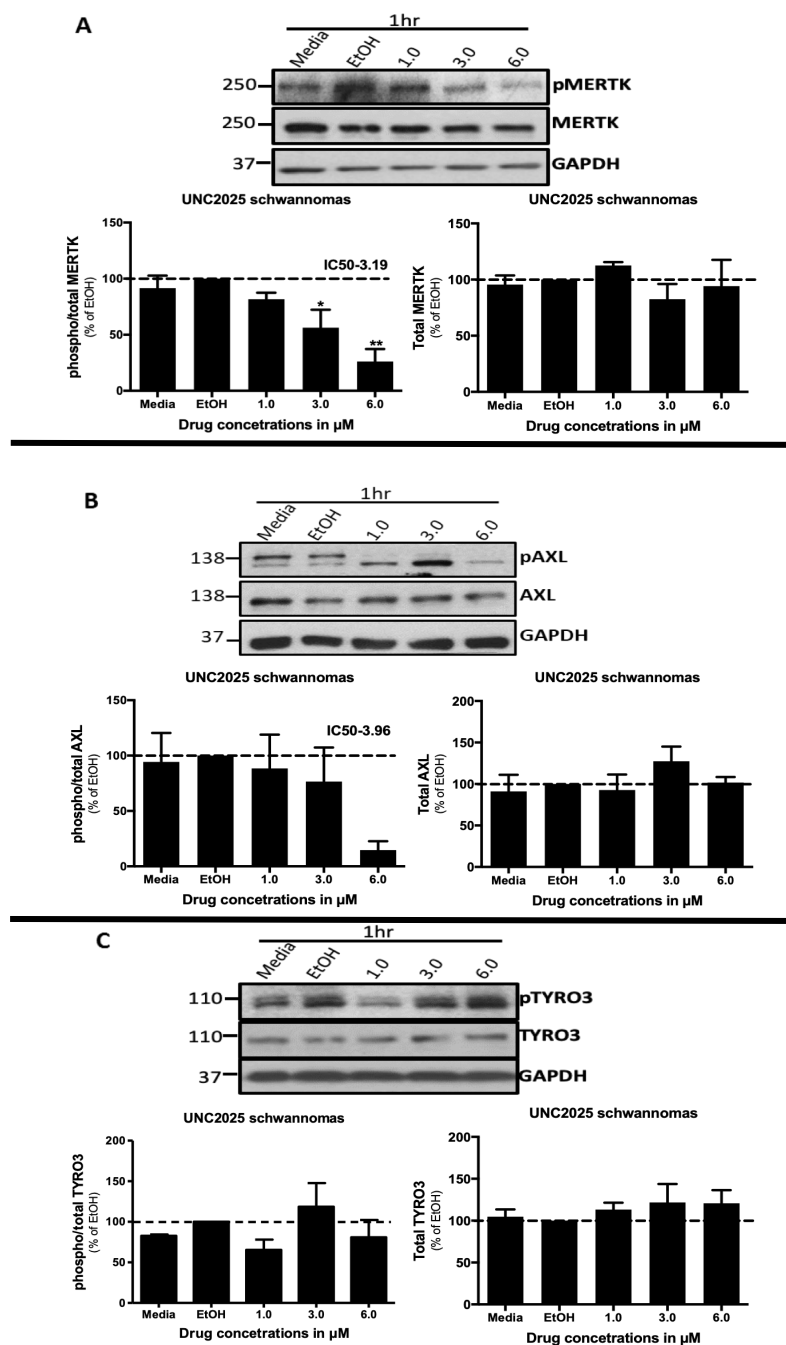 A
1hr
Media EtOH 1.0 3.0 6.0
250 pMERTK
250 MERTK
37 GAPDH
UNC2025 schwannomas
phospho/total MERTK
(% of EtOH)
150
100
50
0
IC50-3.19
*
**
Media EtOH 1.0 3.0 6.0
Drug concetrations in µM
UNC2025 schwannomas
Total MERTK
(% of EtOH)
150
100
50
0
Media EtOH 1.0 3.0 6.0
Drug concetrations in µM
B
1hr
Media EtOH 1.0 3.0 6.0
138 pAXL
138 AXL
37 GAPDH
UNC2025 schwannomas
phospho/total AXL
(% of EtOH)
150
100
50
0
IC50-3.96
Media EtOH 1.0 3.0 6.0
Drug concetrations in µM
UNC2025 schwannomas
Total AXL
(% of EtOH)
200
150
100
50
0
Media EtOH 1.0 3.0 6.0
Drug concetrations in µM
C
1hr
Media EtOH 1.0 3.0 6.0
110 pTYRO3
110 TYRO3
37 GAPDH
UNC2025 schwannomas
phospho/total TYRO3
(% of EtOH)
200
150
100
50
0
Media EtOH 1.0 3.0 6.0
Drug concetrations in µM
UNC2025 schwannomas
Total TYRO3
(% of EtOH)
200
150
100
50
0
Media EtOH 1.0 3.0 6.0
Drug concetrations in µM